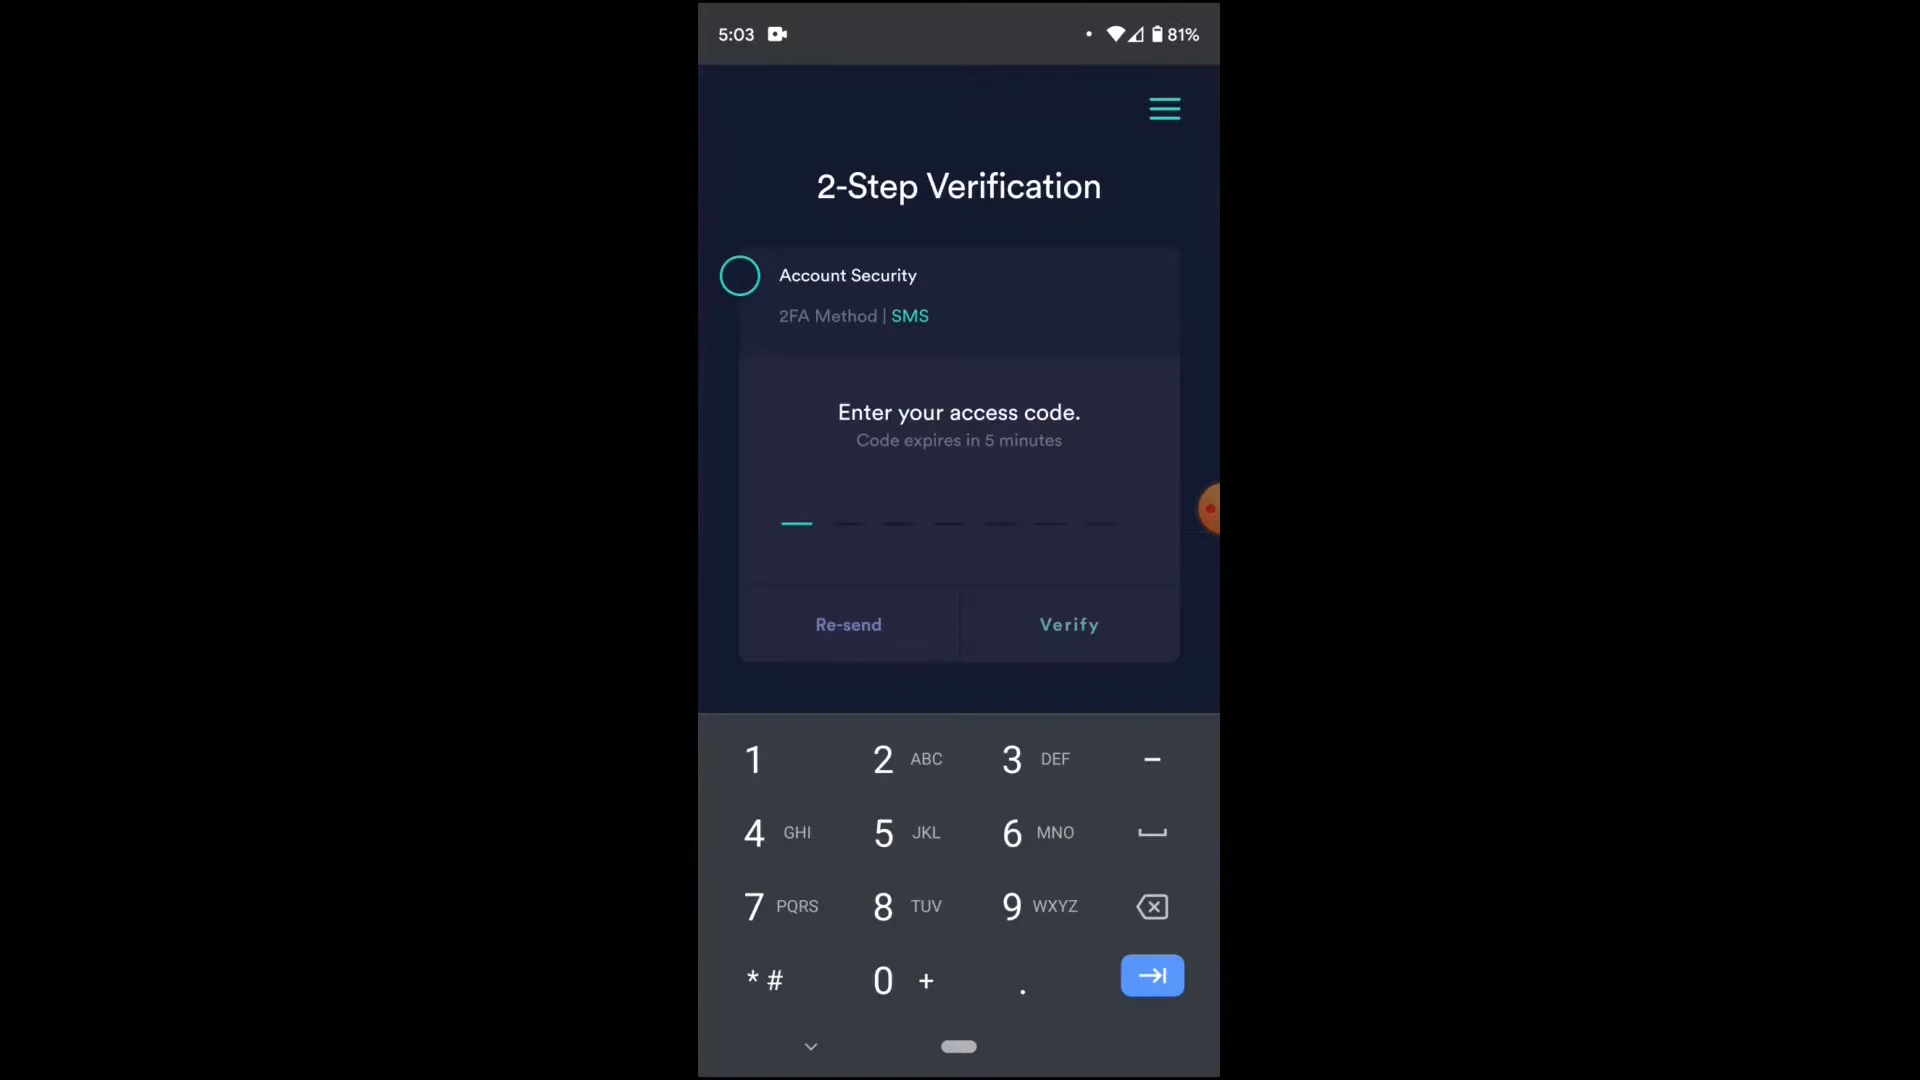 5:03 81%
2-Step Verification
Account Security
2FA Method | SMS
Enter your access code.
Code expires in 5 minutes
Re-send Verify
1 2 ABC 3 DEF -
4 GHI 5 JKL 6 MNO
7 PQRS 8 TUV 9 WXYZ
* # 0 + .